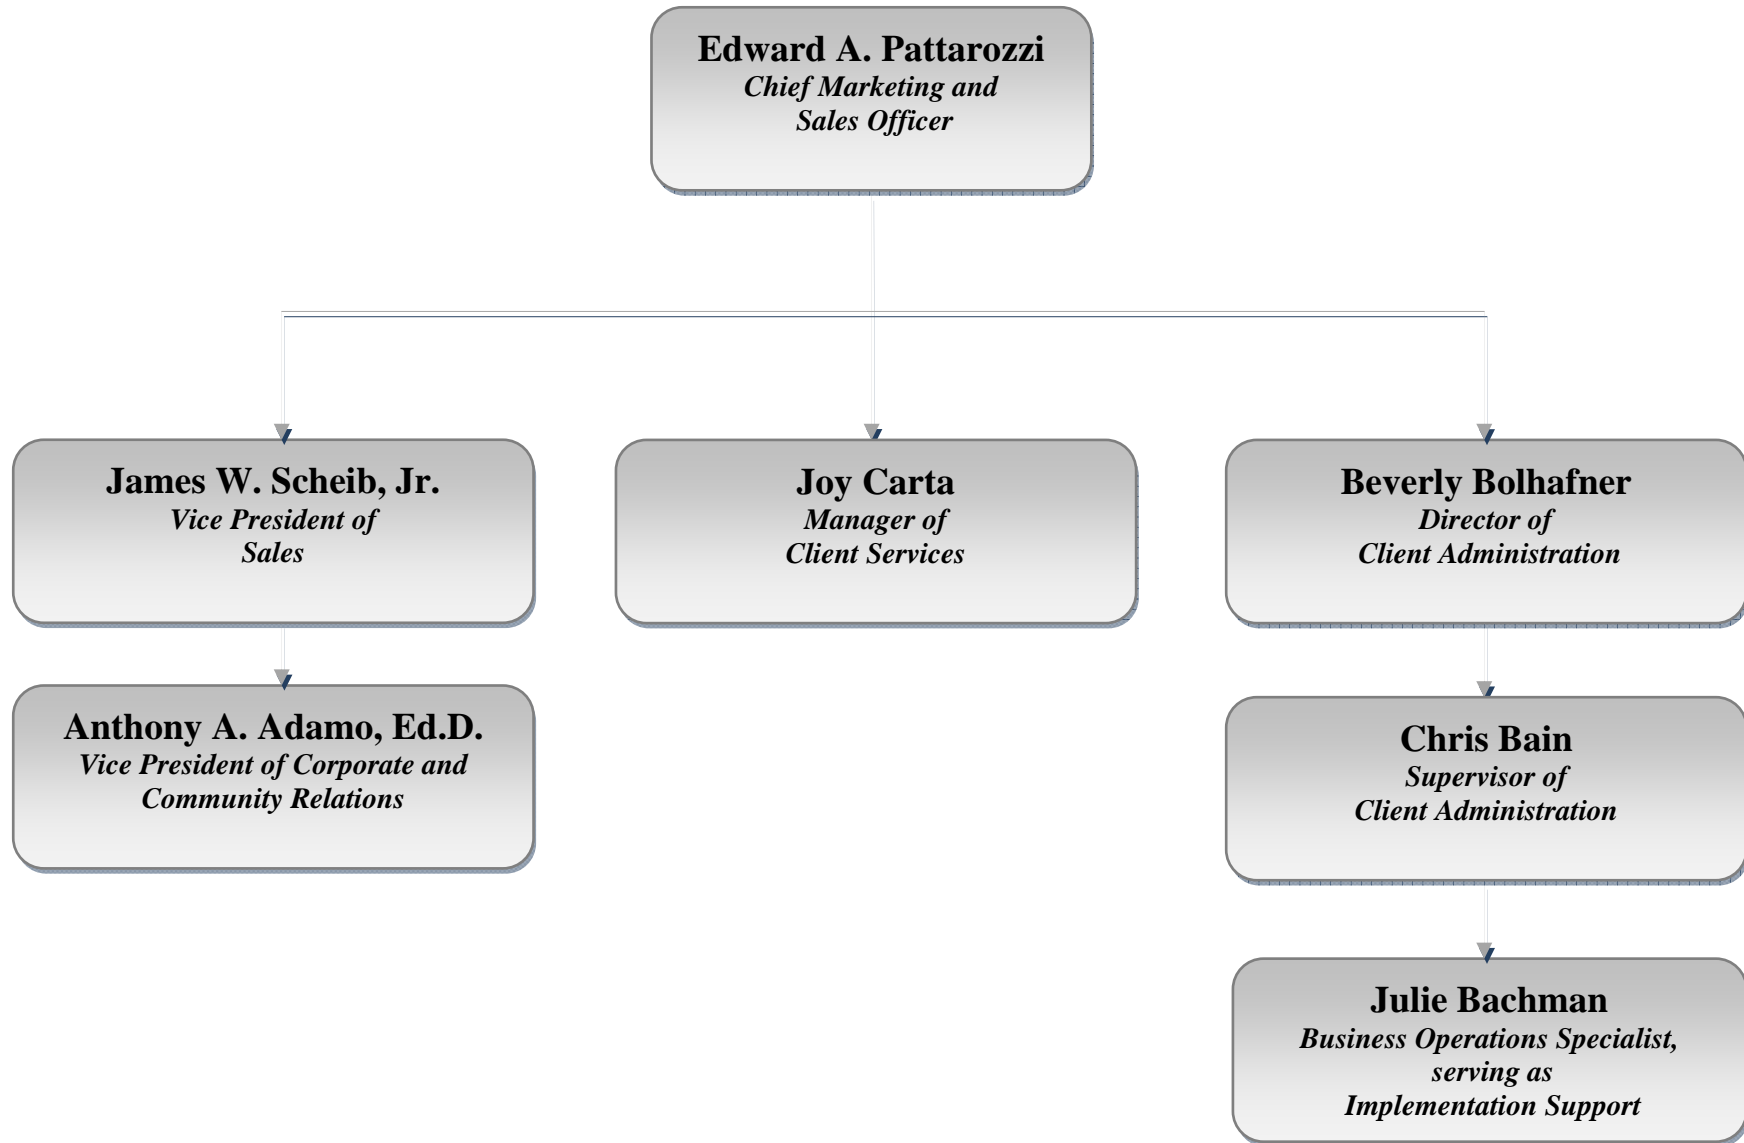 Edward A. Pattarozzi
Chief Marketing and
Sales Officer
James W. Scheib, Jr.
Vice President of
Sales
Joy Carta
Manager of
Client Services
Beverly Bolhafner
Director of
Client Administration
Anthony A. Adamo, Ed.D.
Vice President of Corporate and
Community Relations
Chris Bain
Supervisor of
Client Administration
Julie Bachman
Business Operations Specialist,
serving as
Implementation Support